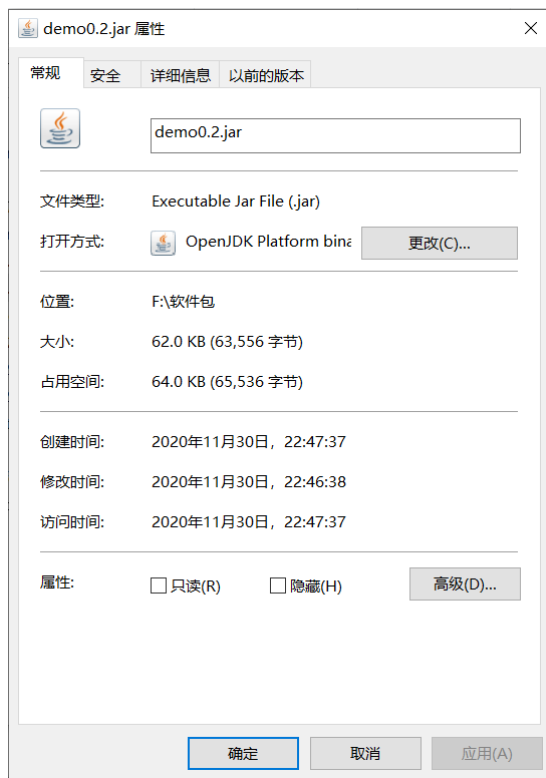 demo0.2.jar 属性
常规 安全 详细信息 以前的版本
demo0.2.jar
文件类型: Executable Jar File (.jar)
打开方式: OpenJDK Platform bina 更改(C)...
位置: F:\软件包
大小: 62.0 KB (63,556 字节)
占用空间: 64.0 KB (65,536 字节)
创建时间: 2020年11月30日，22:47:37
修改时间: 2020年11月30日，22:46:38
访问时间: 2020年11月30日，22:47:37
属性: 只读(R) 隐藏(H) 高级(D)...
确定 取消 应用(A)